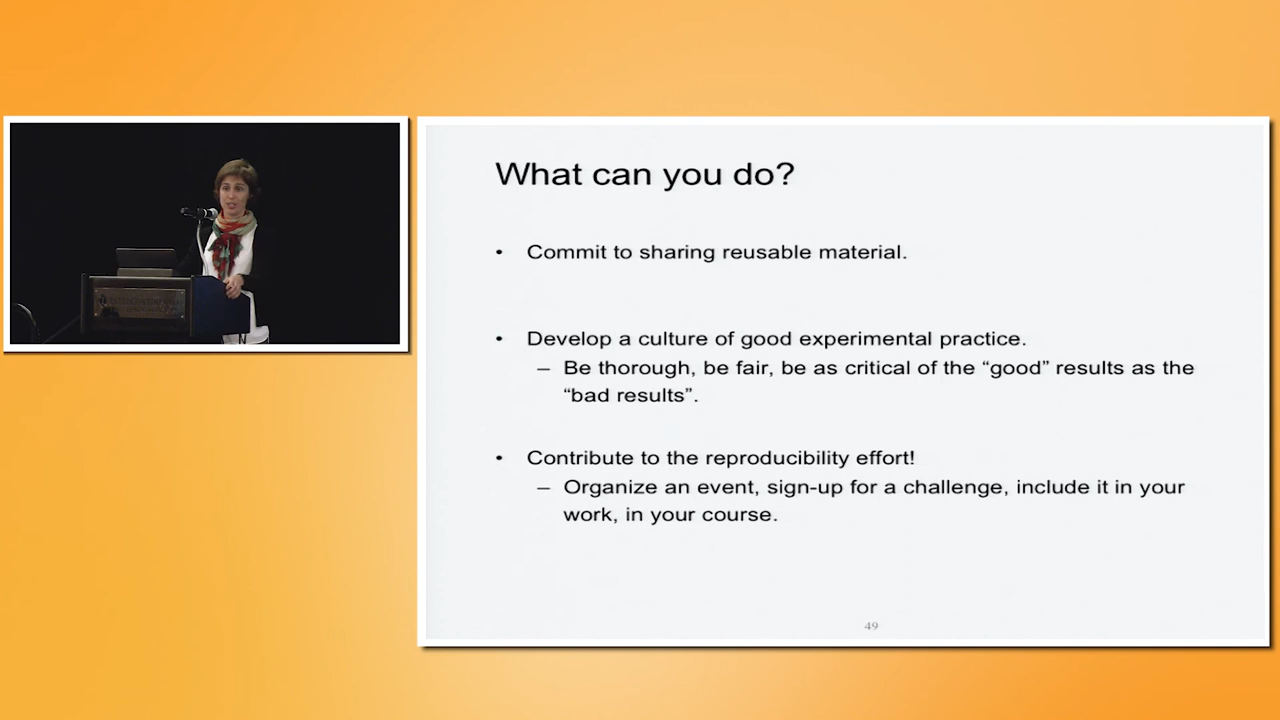 What can you do?
• Commit to sharing reusable material.
• Develop a culture of good experimental practice.
– Be thorough, be fair, be as critical of the “good” results as the
“bad results”.
• Contribute to the reproducibility effort!
– Organize an event, sign-up for a challenge, include it in your
work, in your course.
49